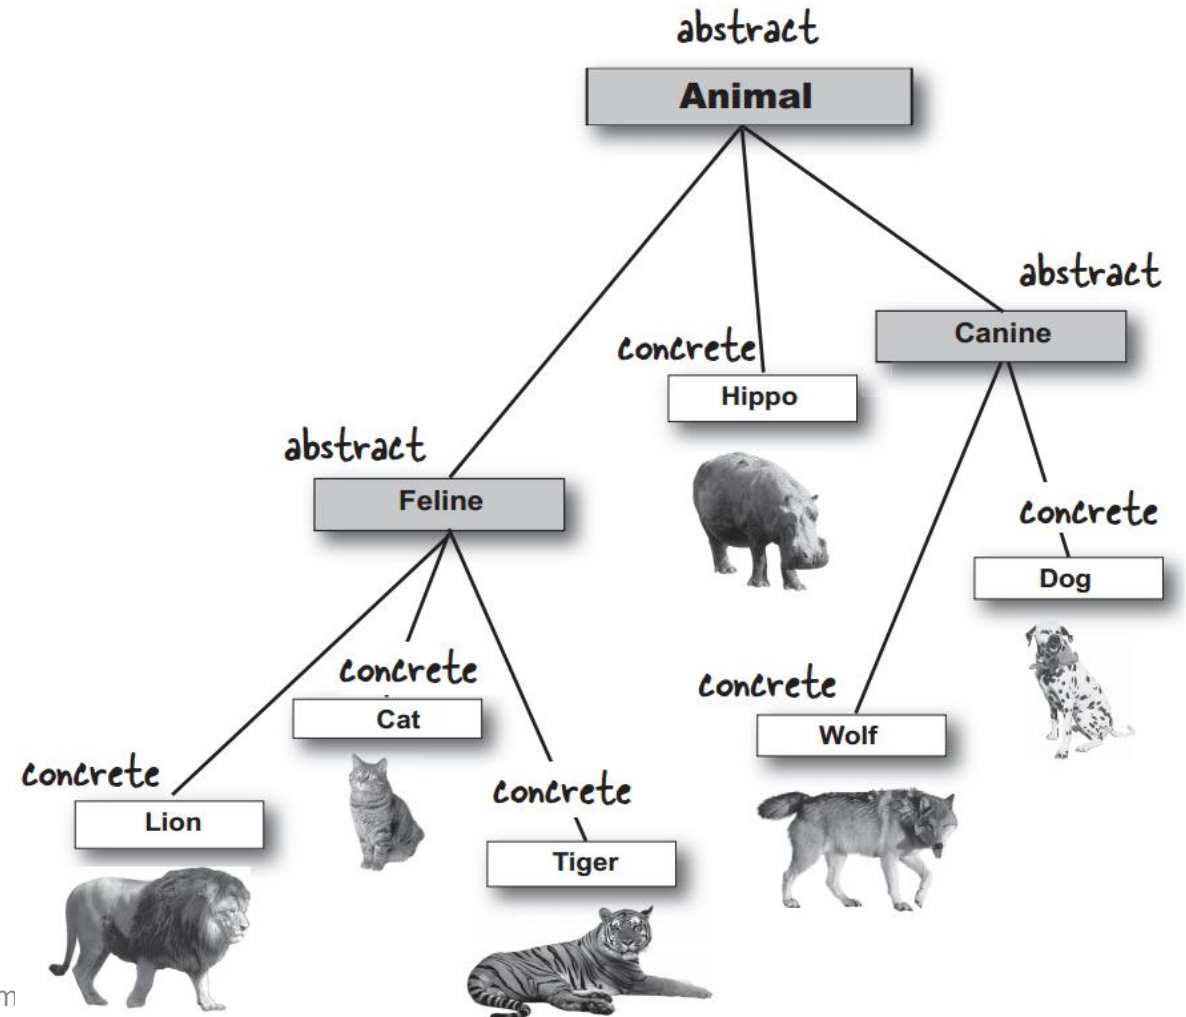 abstract
Animal
abstract
Canine
concrete
Hippo
abstract
Feline
concrete
Dog
concrete
Cat
concrete
Wolf
concrete
Lion
concrete
Tiger
m